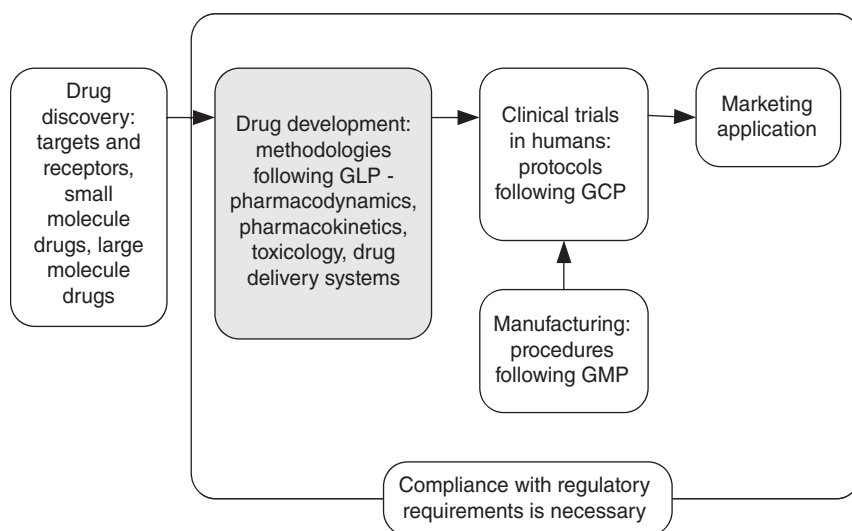 Drug
discovery:
targets and
receptors,
small
molecule
drugs, large
molecule
drugs
Drug development:
methodologies
following GLP -
pharmacodynamics,
pharmacokinetics,
toxicology, drug
delivery systems
Clinical trials
in humans:
protocols
following GCP
Marketing
application
Manufacturing:
procedures
following GMP
Compliance with regulatory
requirements is necessary